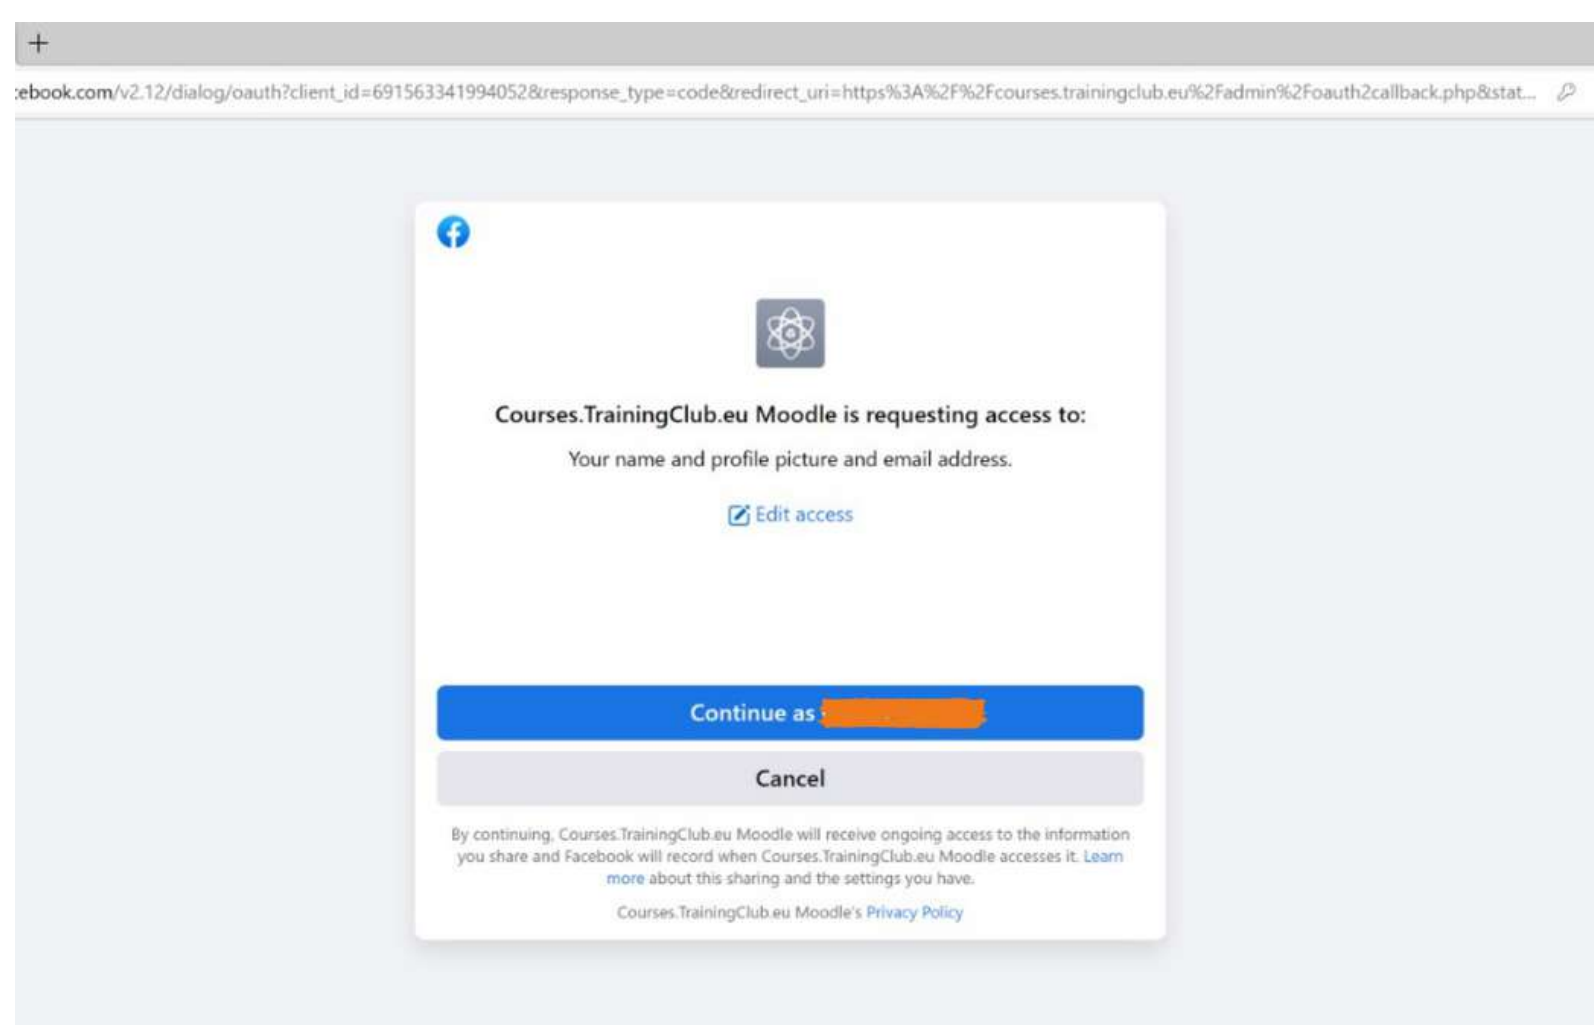 +
cebook.com/v2.12/dialog/oauth?client_id=691563341994052&response_type=code&redirect_uri=https%3A%2F%2Fcourses.trainingclub.eu%2Fadmin%2Foauth2callback.php&stat...
Courses.TrainingClub.eu Moodle is requesting access to:
Your name and profile picture and email address.
Edit access
Continue as
Cancel
By continuing, Courses.TrainingClub.eu Moodle will receive ongoing access to the information
you share and Facebook will record when Courses.TrainingClub.eu Moodle accesses it. Learn
more about this sharing and the settings you have.
Courses.TrainingClub.eu Moodle's Privacy Policy